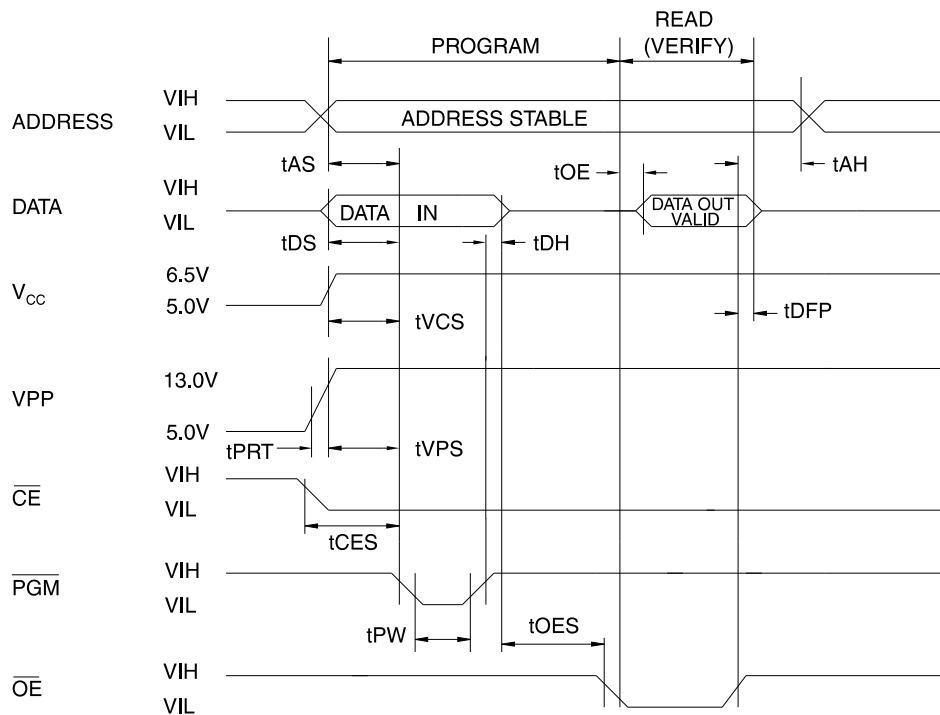 READ
PROGRAM (VERIFY)
ADDRESS VIH VIL ADDRESS STABLE
tAS tOE tAH
DATA VIH VIL DATA IN DATA OUT VALID
tDS tDH
VCC 6.5V 5.0V
tVCS tDFP
VPP 13.0V 5.0V
tPRT tVPS
CE VIH VIL
tCES
PGM VIH VIL
tPW tOES
OE VIH VIL